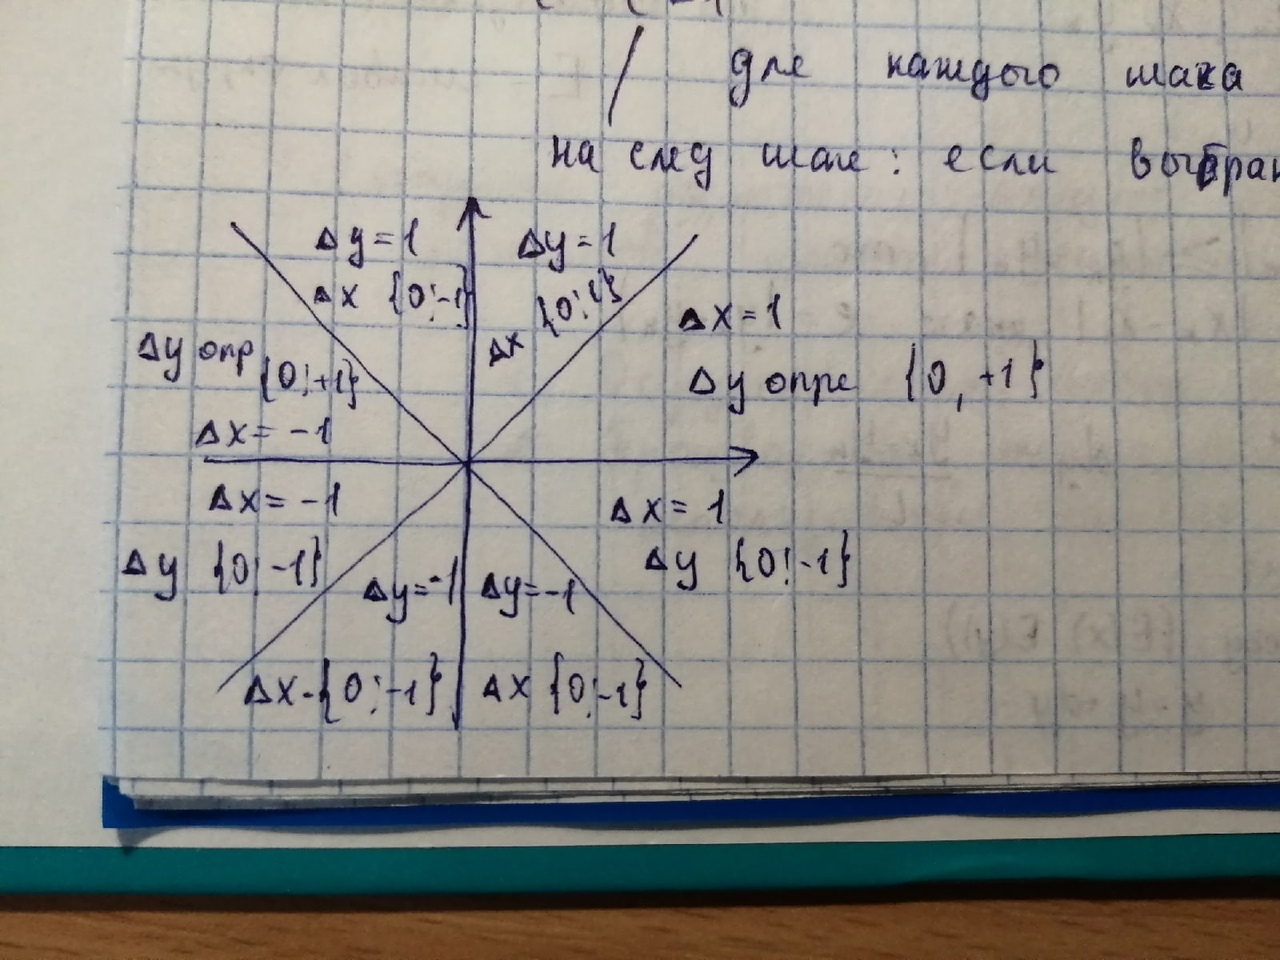 для каждого шага
на след шаге: если выбран
Δy=1
Δx {0;-1}
Δy=1
Δx {0;1}
Δx=1
Δy опре {0,+1}
Δy опр {0;+1}
Δx=-1
Δx=-1
Δy {0;-1}
Δx=1
Δy {0;-1}
Δy=-1
Δx-{0;-1}
Δy=-1
Δx {0;-1}